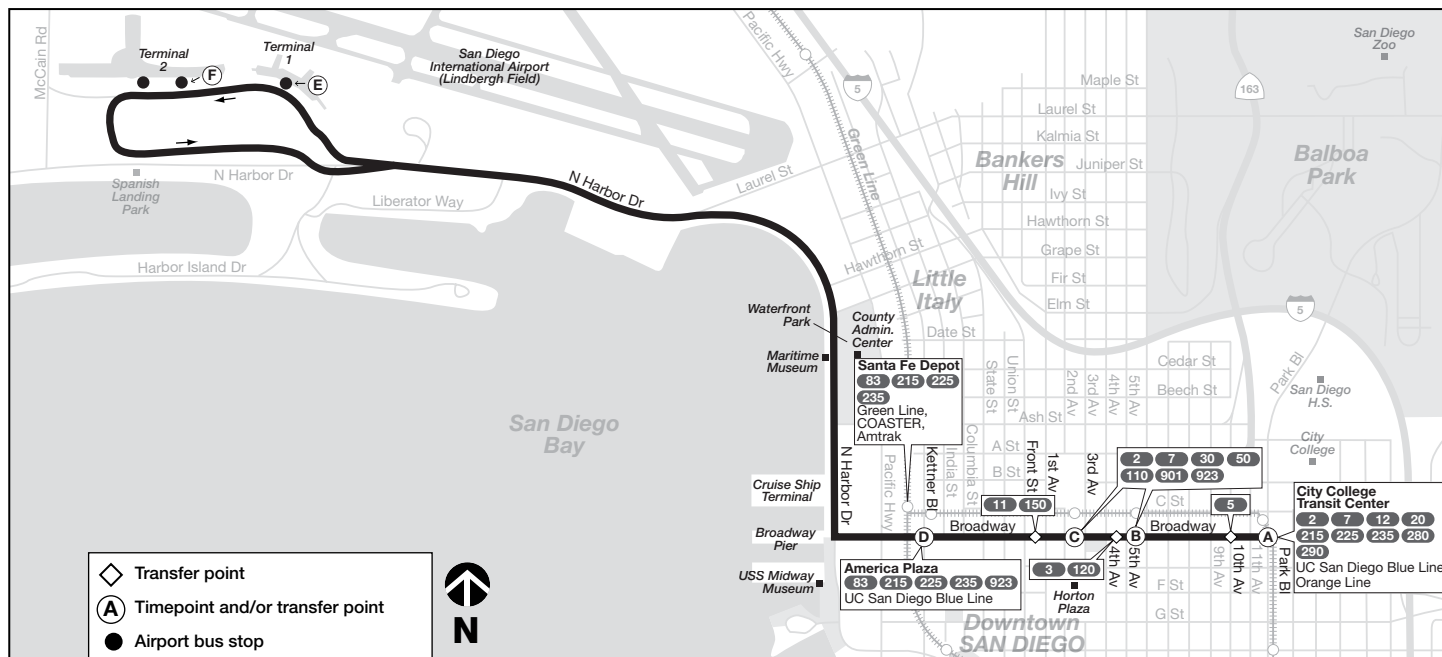 McCain Rd
Terminal
2
F
Terminal
1
E
San Diego
International Airport
(Lindbergh Field)
Pacific Hwy
5
Green Line
Laurel St
Hawthorn St
Maple St
Laurel St
Kalmia St
Juniper St
Ivy St
Hawthorn St
Grape St
Fir St
Elm St
Bankers
Hill
163
San Diego
Zoo
Balboa
Park
5
Spanish
Landing
Park
N Harbor Dr
Liberator Way
Harbor Island Dr
N Harbor Dr
Little
Italy
Waterfront
Park
County
Admin.
Center
Maritime
Museum
Date St
Cedar St
Beech St
Ash St
A St
B St
C St
State St
Union St
2nd Av
3rd Av
4th Av
5th Av
Park Bl
San Diego
H.S.
City
College
San Diego
Bay
Santa Fe Depot
83 215 225
235
Green Line,
COASTER,
Amtrak
N Harbor Dr
Pacific Hwy
Kettner Bl
India St
Columbia St
Front St
1st Av
3rd Av
2 7 30 50
110 901 923
11 150
5
City College
Transit Center
2 7 12 20
215 225 235 280
290
UC San Diego Blue Line
Orange Line
Cruise Ship
Terminal
Broadway
Pier
USS Midway
Museum
Broadway
Broadway
D
C
B
A
4th Av
5th Av
9th Av
10th Av
11th Av
Park Bl
America Plaza
83 215 225 235 923
UC San Diego Blue Line
3 120
Horton
Plaza
F St
G St
Downtown
SAN DIEGO
Transfer point
A Timepoint and/or transfer point
Airport bus stop
N